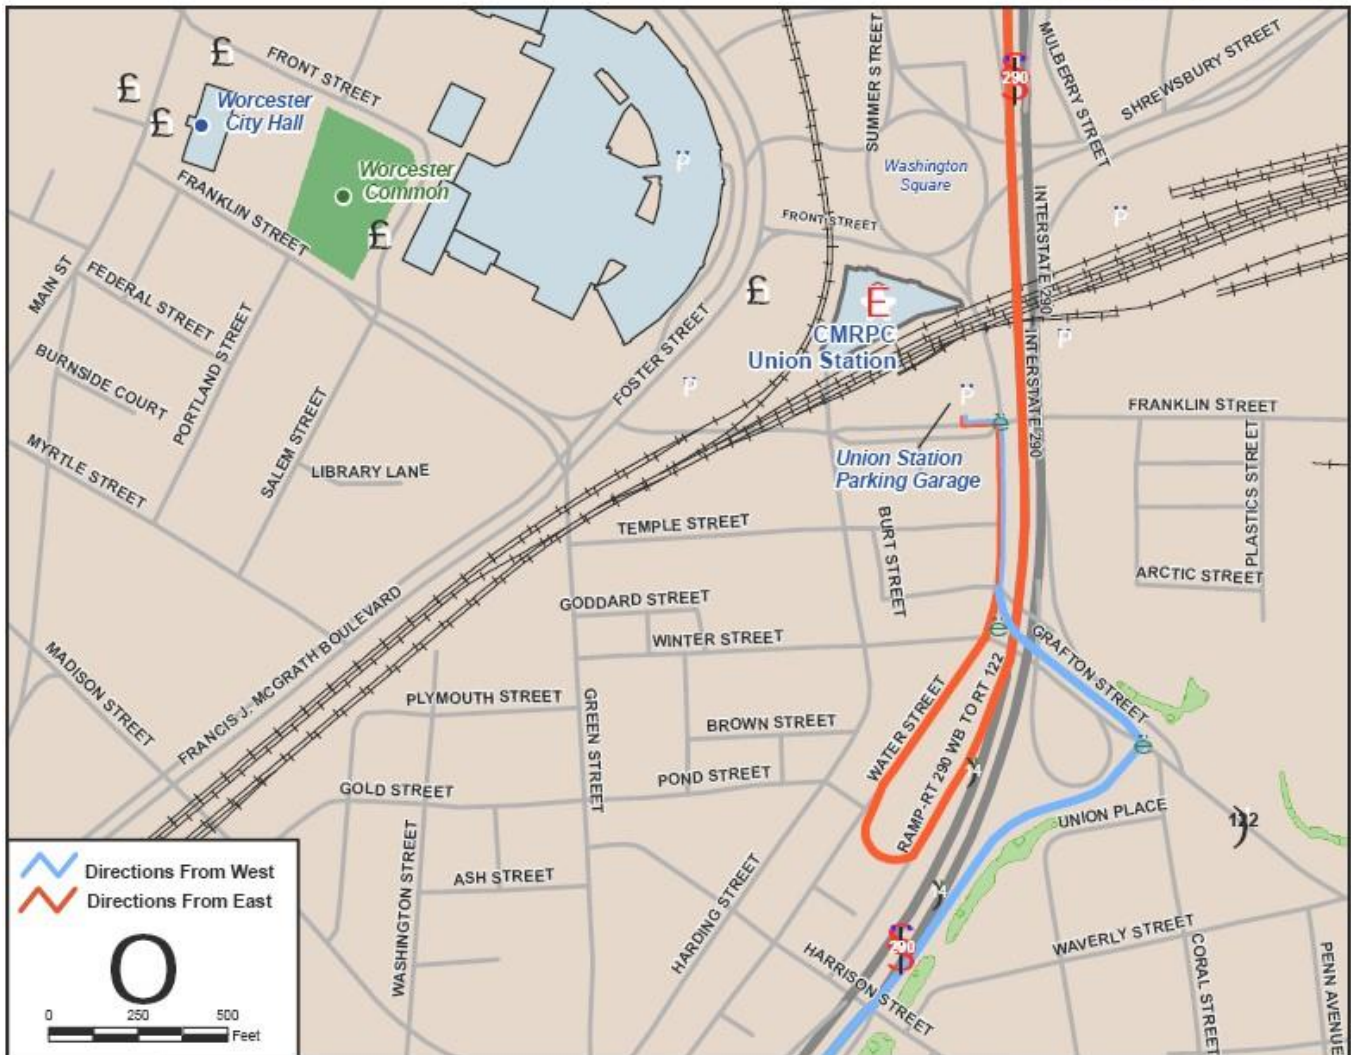 FRONT STREET
Worcester
City Hall
Worcester
Common
FRANKLIN STREET
MAIN ST
FEDERAL STREET
BURNSIDE COURT
PORTLAND STREET
MYRTLE STREET
SALEM STREET
LIBRARY LANE
FOSTER STREET
SUMMER STREET
290
MULBERRY STREET
SHREWSBURY STREET
Washington
Square
FRONT STREET
INTERSTATE 290
INTERSTATE 290
CMRPC
Union Station
P
P
P
P
P
£
£
£
£
£
Ê
FRANKLIN STREET
Union Station
Parking Garage
PLASTICS STREET
ARCTIC STREET
TEMPLE STREET
BURT STREET
GODDARD STREET
WINTER STREET
GRAFTON STREET
FRANCIS J. MCGRATH BOULEVARD
MADISON STREET
PLYMOUTH STREET
GREEN STREET
BROWN STREET
WATER STREET
RAMP-RT 290 WB TO RT 122
POND STREET
GOLD STREET
14
UNION PLACE
122
WASHINGTON STREET
ASH STREET
HARDING STREET
14
290
HARRISON STREET
WAVERLY STREET
CORAL STREET
PENN AVENUE
Directions From West
Directions From East
O
0 250 500
Feet